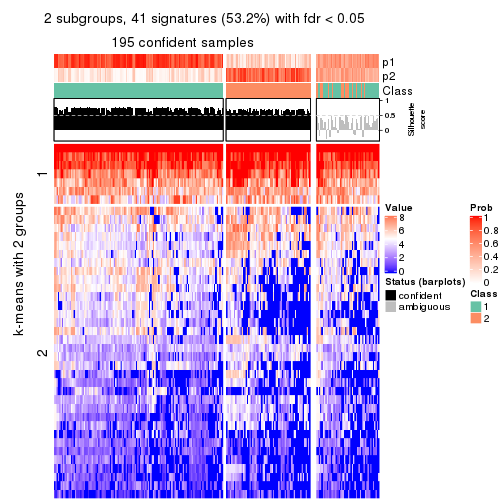 2 subgroups, 41 signatures (53.2%) with fdr < 0.05
195 confident samples
p1
p2
Class
1
0.5
0
Silhouette
score
k-means with 2 groups
1
2
Value
8
6
4
2
0
Status (barplots)
confident
ambiguous
Prob
1
0.8
0.6
0.4
0.2
0
Class
1
2